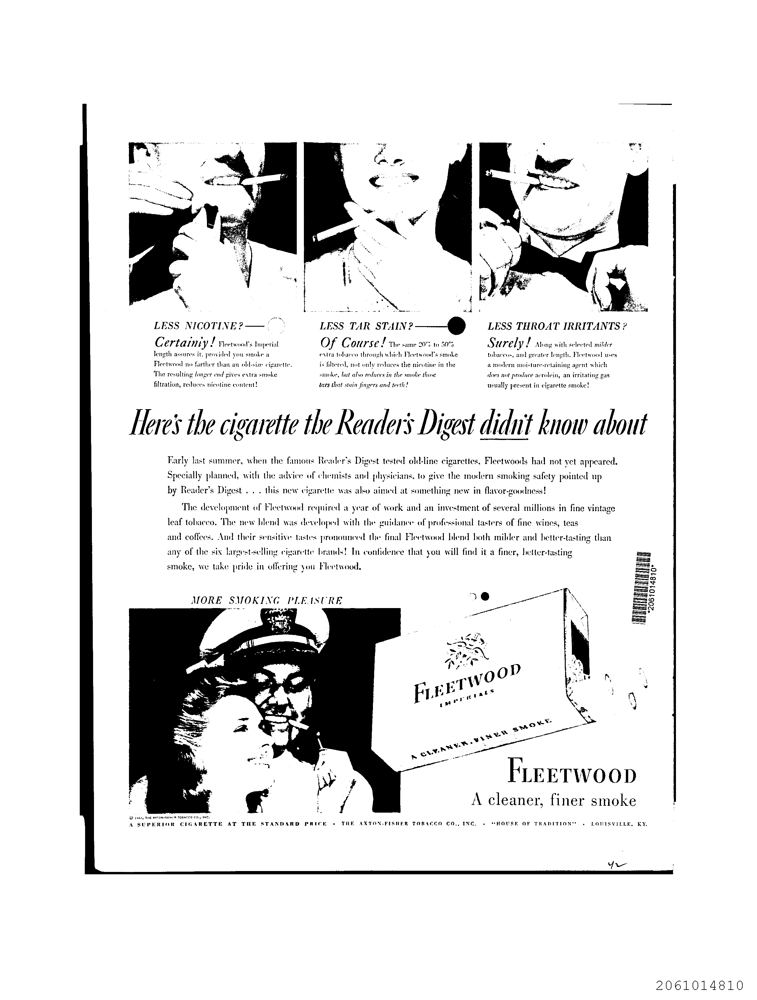 LESS NICOTINE?
Certainly! Fleetwood's Imperial
length assures it, provided you smoke a
Fleetwood no farther than an old-size cigarette.
The resulting longer end gives extra smoke
filtration, reduces nicotine content!
LESS TAR STAIN?
Of Course! The same 20% to 50%
extra tobacco through which Fleetwood's smoke
is filtered, not only reduces the nicotine in the
smoke, but also reduces in the smoke those
tars that stain fingers and teeth!
LESS THROAT IRRITANTS?
Surely! Along with selected milder
tobaccos, and greater length, Fleetwood uses
a modern moisture-retaining agent which
does not produce acrolein, an irritating gas
usually present in cigarette smoke!
Here's the cigarette the Reader's Digest didn't know about
Early last summer, when the famous Reader's Digest tested old-line cigarettes, Fleetwoods had not yet appeared.
Specially planned, with the advice of chemists and physicians, to give the modern smoking safety pointed up
by Reader's Digest . . . this new cigarette was also aimed at something new in flavor-goodness!
The development of Fleetwood required a year of work and an investment of several millions in fine vintage
leaf tobacco. The new blend was developed with the guidance of professional tasters of fine wines, teas
and coffees. And their sensitive tastes pronounced the final Fleetwood blend both milder and better-tasting than
any of the six largest-selling cigarette brands! In confidence that you will find it a finer, better-tasting
smoke, we take pride in offering you Fleetwood.
*2061014810*
MORE SMOKING PLEASURE
FLEETWOOD
IMPERIALS
A CLEANER, FINER SMOKE
FLEETWOOD
A cleaner, finer smoke
THE AXTON-FISHER TOBACCO CO., INC.
A SUPERIOR CIGARETTE AT THE STANDARD PRICE • THE AXTON-FISHER TOBACCO CO., INC. • "HOUSE OF TRADITION" • LOUISVILLE, KY.
42
2061014810